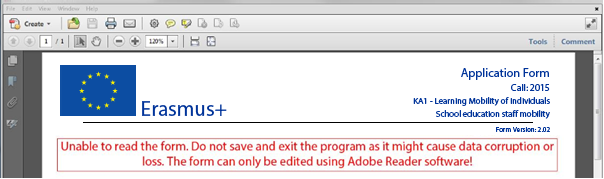 File Edit View Window Help
Create
1 / 1 120% Tools Comment
Application Form
Call: 2015
KA1 - Learning Mobility of Individuals
Erasmus+
School education staff mobility
Form Version: 2.02
Unable to read the form. Do not save and exit the program as it might cause data corruption or
loss. The form can only be edited using Adobe Reader software!